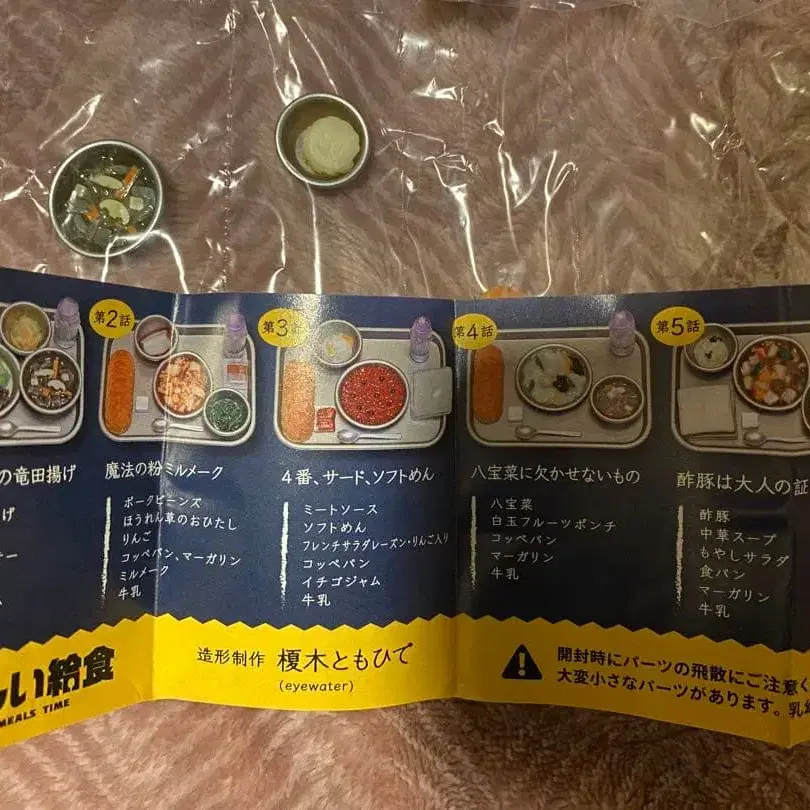 の竜田揚げ
げ
ー
第2話
魔法の粉ミルメーク
ポークビーンズ
ほうれん草のおひたし
りんご
コッペパン、マーガリン
ミルメーク
牛乳
第3話
4番、サード、ソフトめん
ミートソース
ソフトめん
フレンチサラダレーズン・りんご入り
コッペパン
イチゴジャム
牛乳
第4話
八宝菜に欠かせないもの
八宝菜
白玉フルーツポンチ
コッペパン
マーガリン
牛乳
第5話
酢豚は大人の証
酢豚
中華スープ
もやしサラダ
食パン
マーガリン
牛乳
しい給食
MEALS TIME
造形制作 榎木ともひで
(eyewater)
開封時にパーツの飛散にご注意く
大変小さなパーツがあります。乳幼